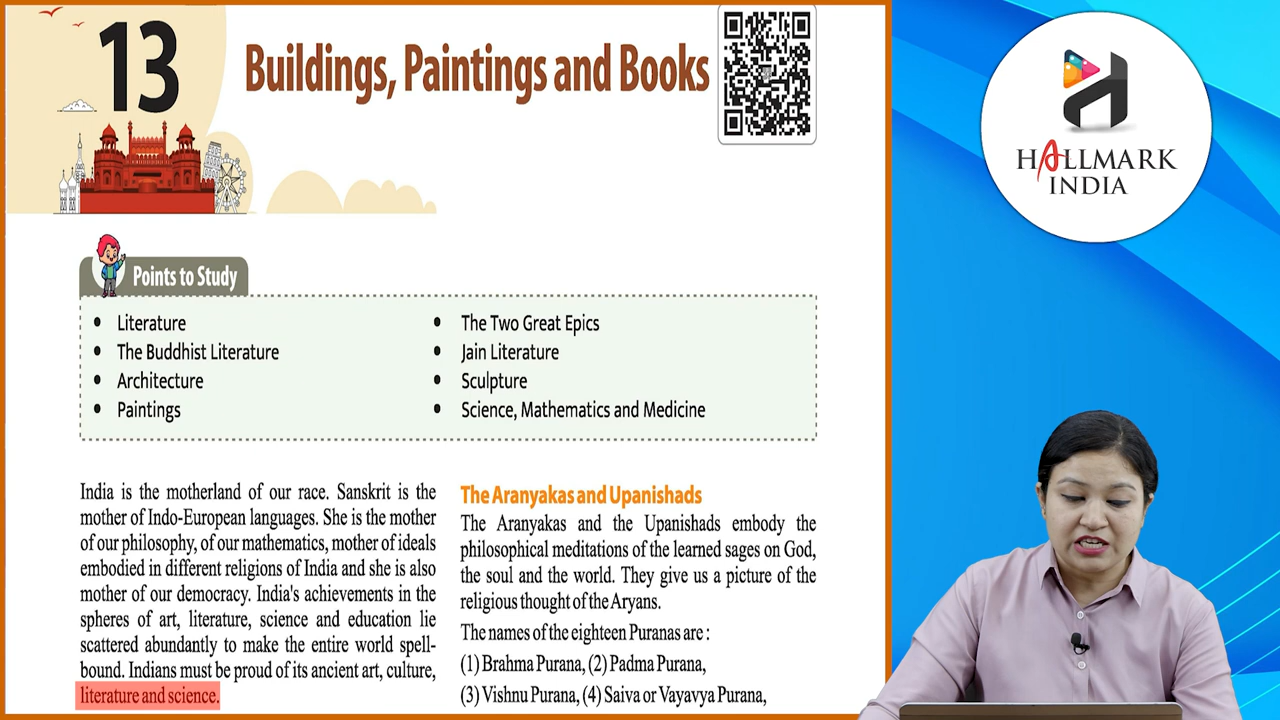 13
Buildings, Paintings and Books
HALLMARK
INDIA
Points to Study
• Literature
• The Buddhist Literature
• Architecture
• Paintings
• The Two Great Epics
• Jain Literature
• Sculpture
• Science, Mathematics and Medicine
India is the motherland of our race. Sanskrit is the
mother of Indo-European languages. She is the mother
of our philosophy, of our mathematics, mother of ideals
embodied in different religions of India and she is also
mother of our democracy. India's achievements in the
spheres of art, literature, science and education lie
scattered abundantly to make the entire world spell-
bound. Indians must be proud of its ancient art, culture,
literature and science.
The Aranyakas and Upanishads
The Aranyakas and the Upanishads embody the
philosophical meditations of the learned sages on God,
the soul and the world. They give us a picture of the
religious thought of the Aryans.
The names of the eighteen Puranas are :
(1) Brahma Purana, (2) Padma Purana,
(3) Vishnu Purana, (4) Saiva or Vayavya Purana,